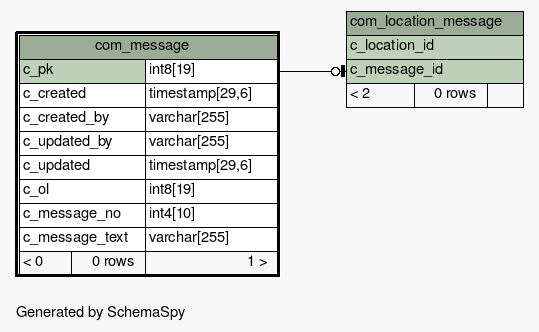 com_message
c_pk int8[19]
c_created timestamp[29,6]
c_created_by varchar[255]
c_updated_by varchar[255]
c_updated timestamp[29,6]
c_ol int8[19]
c_message_no int4[10]
c_message_text varchar[255]
< 0 0 rows 1 >
com_location_message
c_location_id
c_message_id
< 2 0 rows
Generated by SchemaSpy